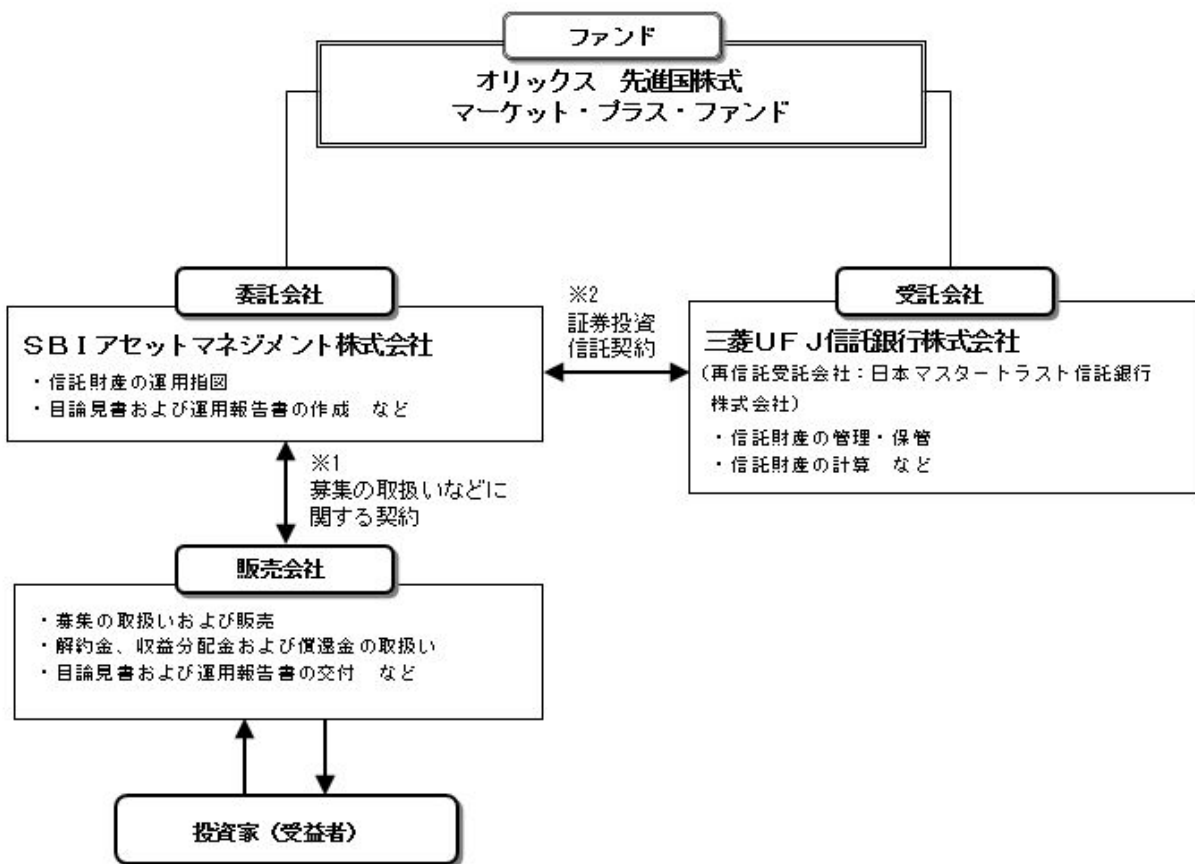 ファンド
オリックス　先進国株式
マーケット・プラス・ファンド
委託会社
ＳＢＩアセットマネジメント株式会社
・信託財産の運用指図
・目論見書および運用報告書の作成　など
※2
証券投資
信託契約
受託会社
三菱ＵＦＪ信託銀行株式会社
（再信託受託会社：日本マスタートラスト信託銀行
株式会社）
・信託財産の管理・保管
・信託財産の計算　など
※1
募集の取扱いなどに
関する契約
販売会社
・募集の取扱いおよび販売
・解約金、収益分配金および償還金の取扱い
・目論見書および運用報告書の交付　など
投資家（受益者）